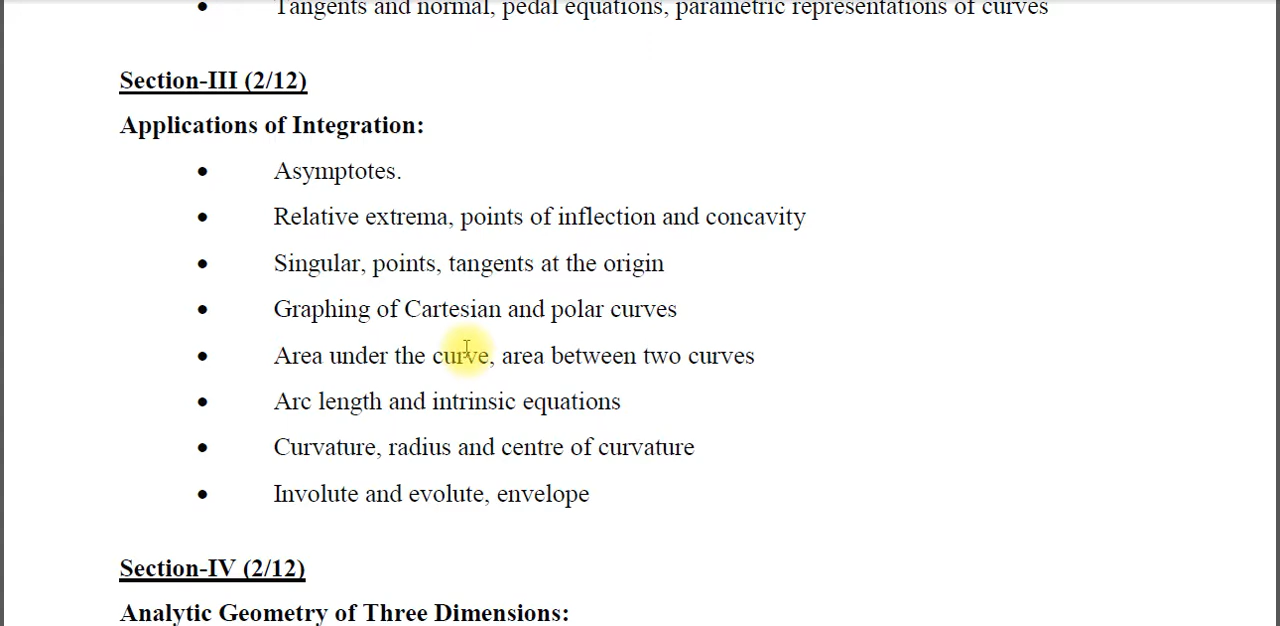 • Tangents and normal, pedal equations, parametric representations of curves
Section-III (2/12)
Applications of Integration:
• Asymptotes.
• Relative extrema, points of inflection and concavity
• Singular, points, tangents at the origin
• Graphing of Cartesian and polar curves
• Area under the curve, area between two curves
• Arc length and intrinsic equations
• Curvature, radius and centre of curvature
• Involute and evolute, envelope
Section-IV (2/12)
Analytic Geometry of Three Dimensions: